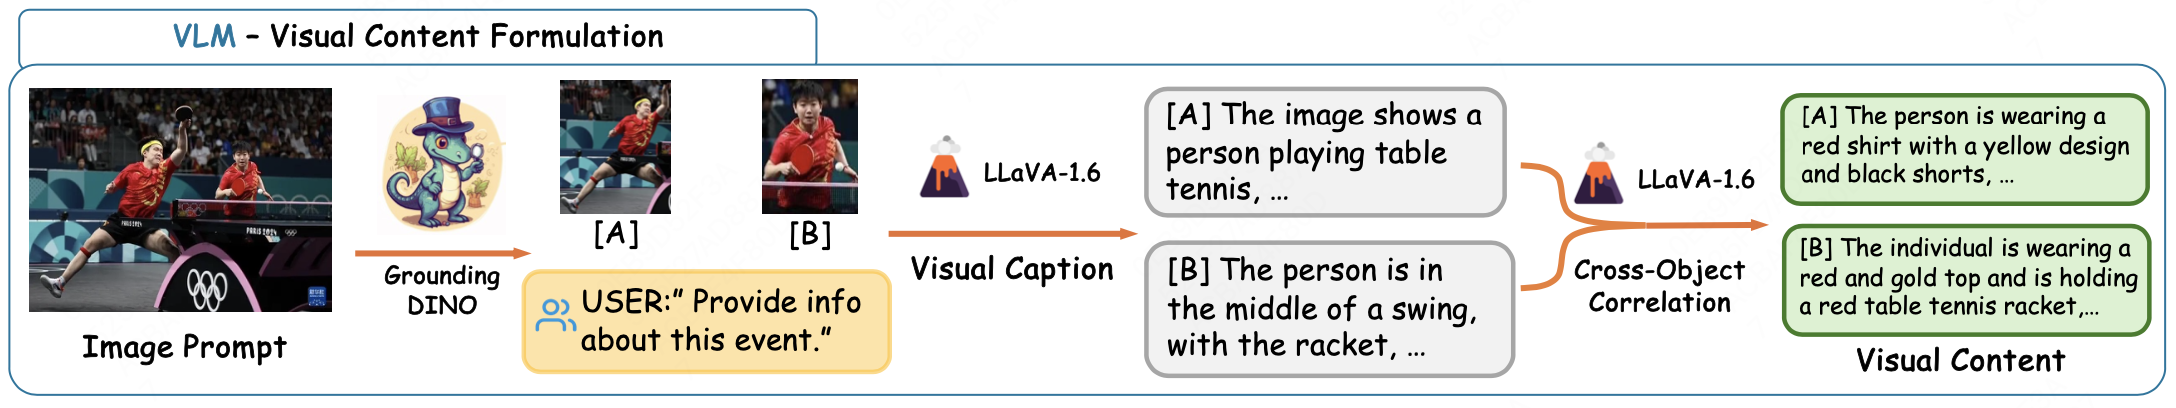 VLM – Visual Content Formulation
Image Prompt
Grounding
DINO
[A]
[B]
USER:” Provide info
about this event.”
LLaVA-1.6
Visual Caption
[A] The image shows a
person playing table
tennis, ...
[B] The person is in
the middle of a swing,
with the racket, ...
LLaVA-1.6
Cross-Object
Correlation
[A] The person is wearing a
red shirt with a yellow design
and black shorts, ...
[B] The individual is wearing a
red and gold top and is holding
a red table tennis racket,...
Visual Content
PARIS 2024